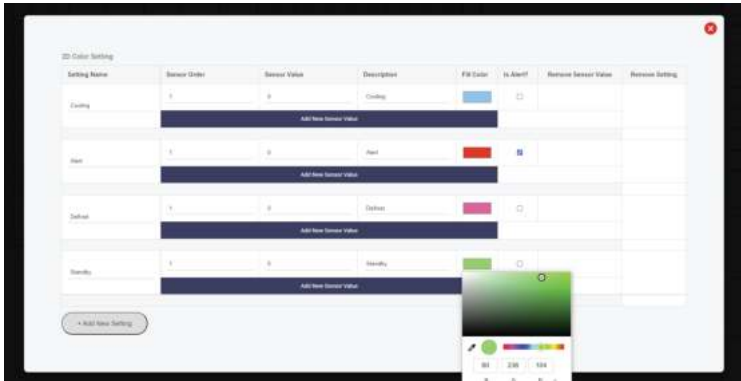 2D Color Setting
Setting Name Sensor Order Sensor Value Description Fill Color Is Alert? Remove Sensor Value Remove Setting
Cooling 1 0 Cooling
Add New Sensor Value
Alert 1 0 Alert
Add New Sensor Value
Defrost 1 0 Defrost
Add New Sensor Value
Standby 1 0 Standby
Add New Sensor Value
+ Add New Setting